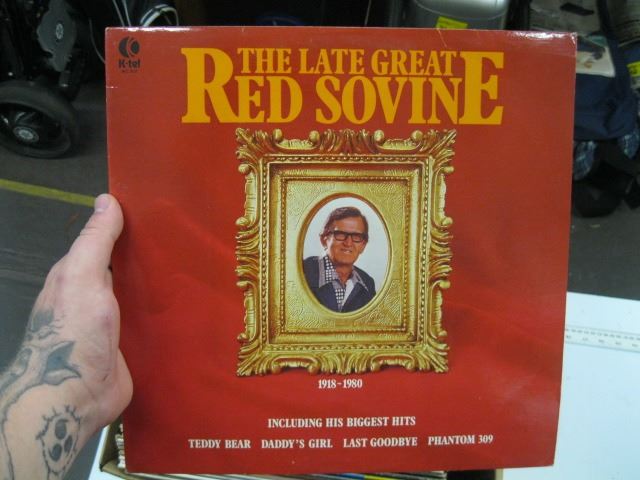 K-tel
THE LATE GREAT
RED SOVINE
1918-1980
INCLUDING HIS BIGGEST HITS
TEDDY BEAR DADDY'S GIRL LAST GOODBYE PHANTOM 309